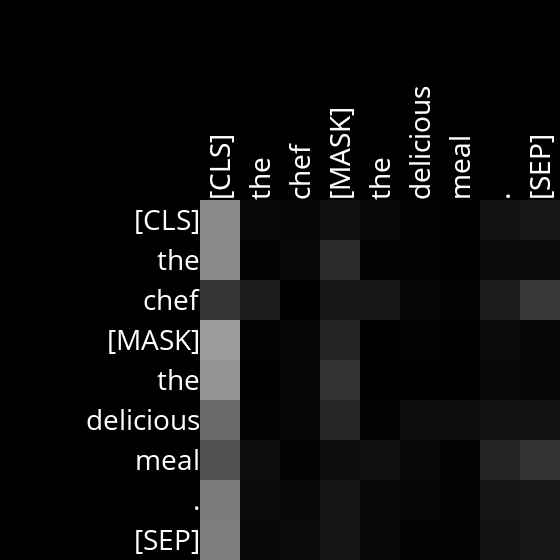 [CLS] the chef [MASK] the delicious meal . [SEP]
[CLS]
the
chef
[MASK]
the
delicious
meal
.
[SEP]